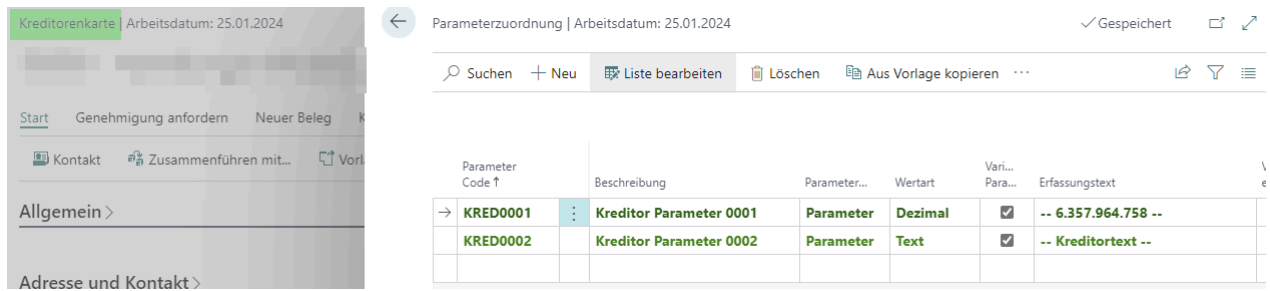 Kreditorenkarte | Arbeitsdatum: 25.01.2024
Start Genehmigung anfordern Neuer Beleg
Kontakt Zusammenführen mit...
Allgemein
Adresse und Kontakt
Parameterzuordnung | Arbeitsdatum: 25.01.2024 Gespeichert
Suchen Neu Liste bearbeiten Löschen Aus Vorlage kopieren ...
Parameter Code ↑ Beschreibung Parameter... Wertart Vari... Para... Erfassungstext
KRED0001 Kreditor Parameter 0001 Parameter Dezimal -- 6.357.964.758 --
KRED0002 Kreditor Parameter 0002 Parameter Text -- Kreditortext --